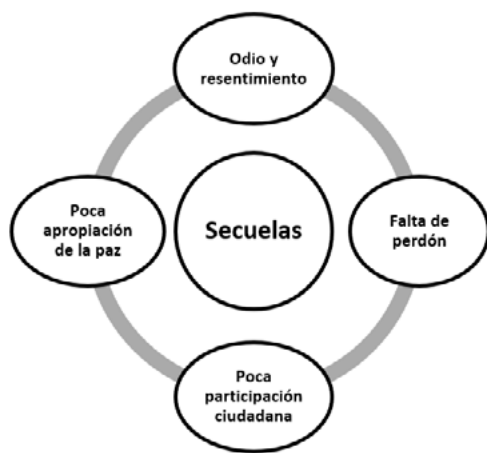 Odio y
resentimiento
Poca
apropiación
de la paz
Secuelas
Falta de
perdón
Poca
participación
ciudadana